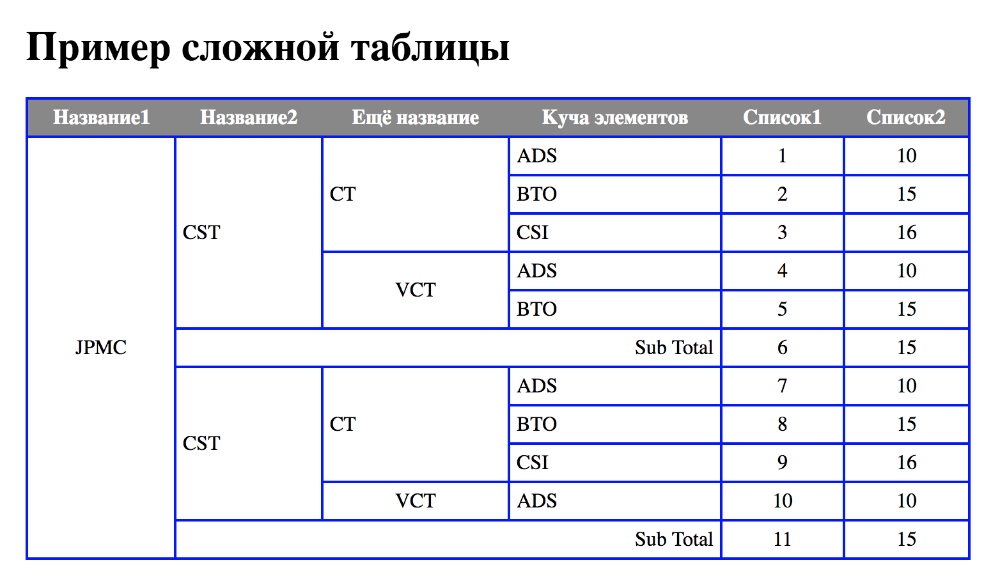 Пример сложной таблицы
Название1 Название2 Ещё название Куча элементов Список1 Список2
JPMC CST CT ADS 1 10
BTO 2 15
CSI 3 16
VCT ADS 4 10
BTO 5 15
Sub Total 6 15
CST CT ADS 7 10
BTO 8 15
CSI 9 16
VCT ADS 10 10
Sub Total 11 15